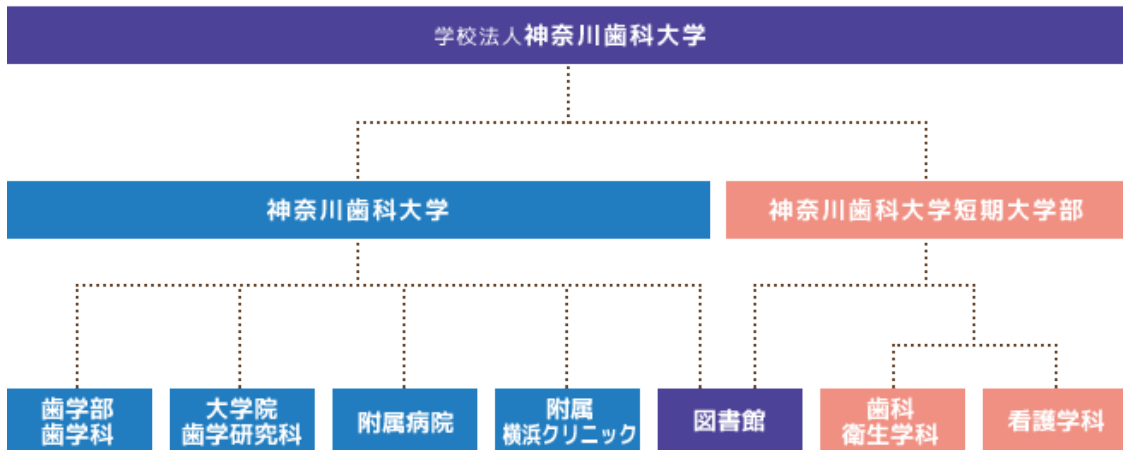 学校法人神奈川歯科大学
神奈川歯科大学
神奈川歯科大学短期大学部
歯学部
歯学科
大学院
歯学研究科
附属病院
附属
横浜クリニック
図書館
歯科
衛生学科
看護学科